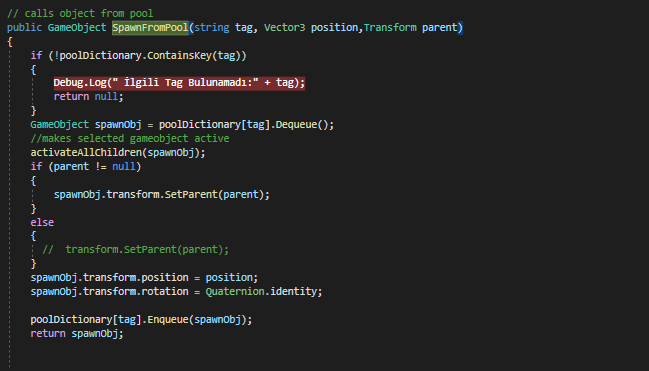 // calls object from pool
public GameObject SpawnFromPool(string tag, Vector3 position,Transform parent)
{
if (!poolDictionary.ContainsKey(tag))
{
Debug.Log(" İlgili Tag Bulunamadı:" + tag);
return null;
}
GameObject spawnObj = poolDictionary[tag].Dequeue();
//makes selected gameobject active
activateAllChildren(spawnObj);
if (parent != null)
{
spawnObj.transform.SetParent(parent);
}
else
{
//  transform.SetParent(parent);
}
spawnObj.transform.position = position;
spawnObj.transform.rotation = Quaternion.identity;
poolDictionary[tag].Enqueue(spawnObj);
return spawnObj;